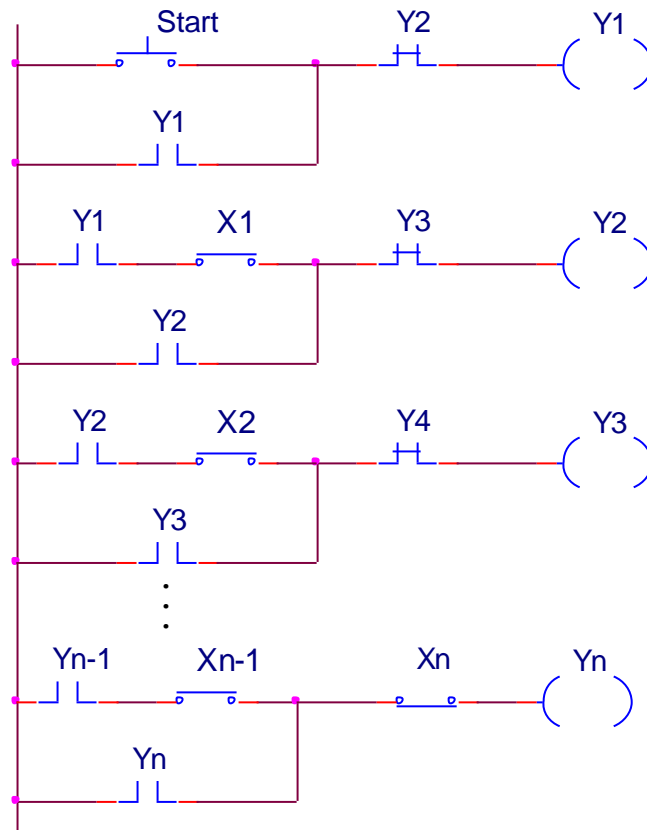 Start Y2 Y1
Y1
Y1 X1 Y3 Y2
Y2
Y2 X2 Y4 Y3
Y3
Yn-1 Xn-1 Xn Yn
Yn